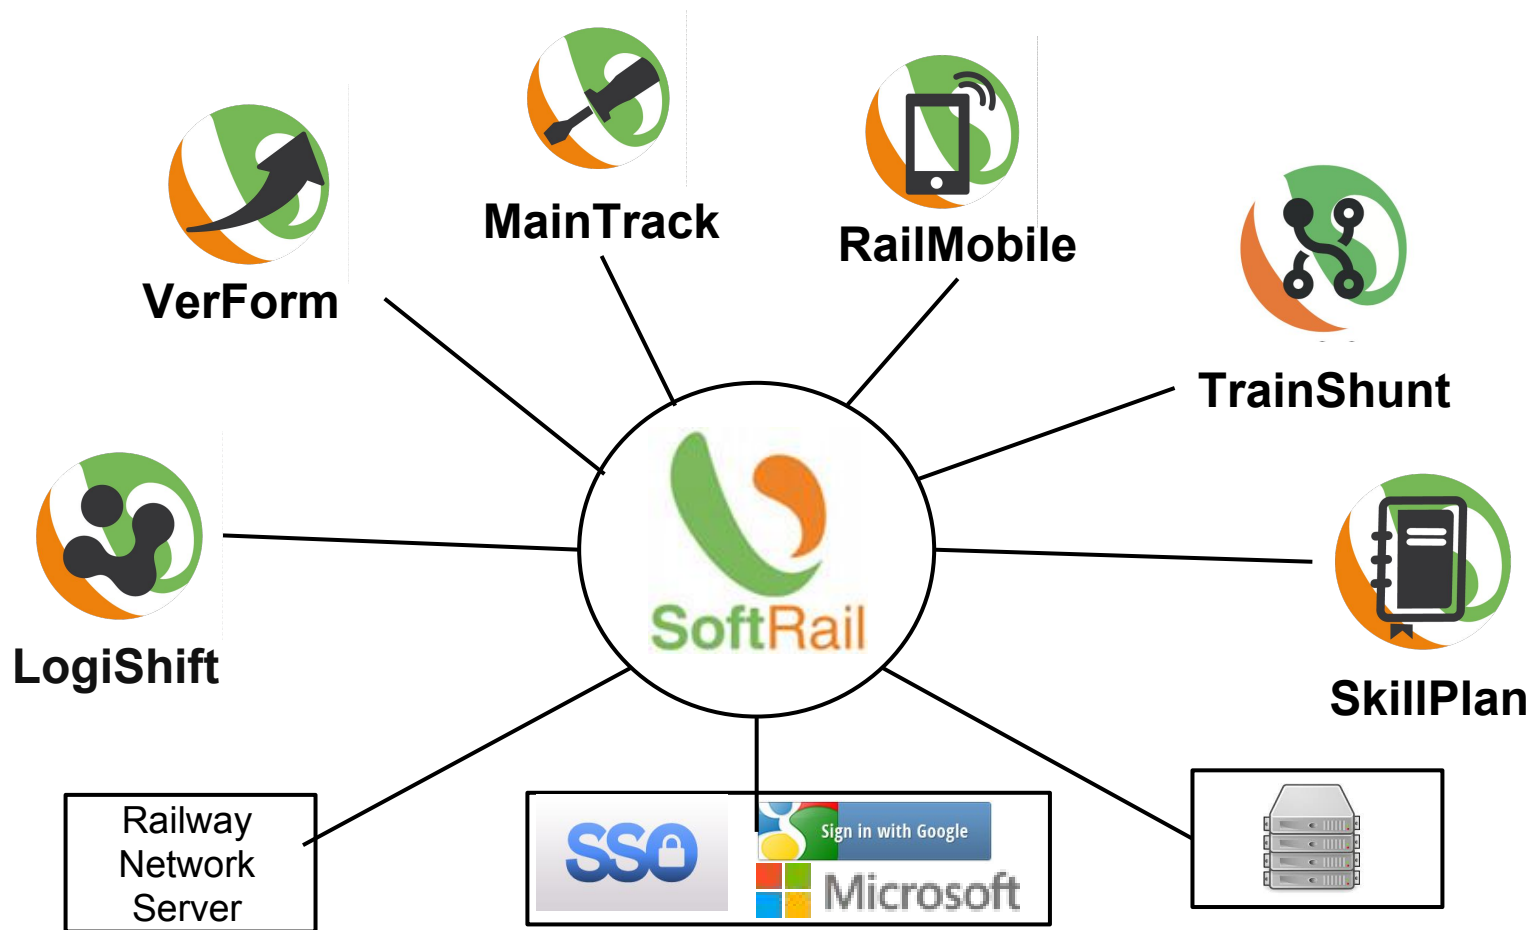 MainTrack
RailMobile
VerForm
TrainShunt
SoftRail
LogiShift
SkillPlan
Railway
Network
Server
SSO
Sign in with Google
Microsoft